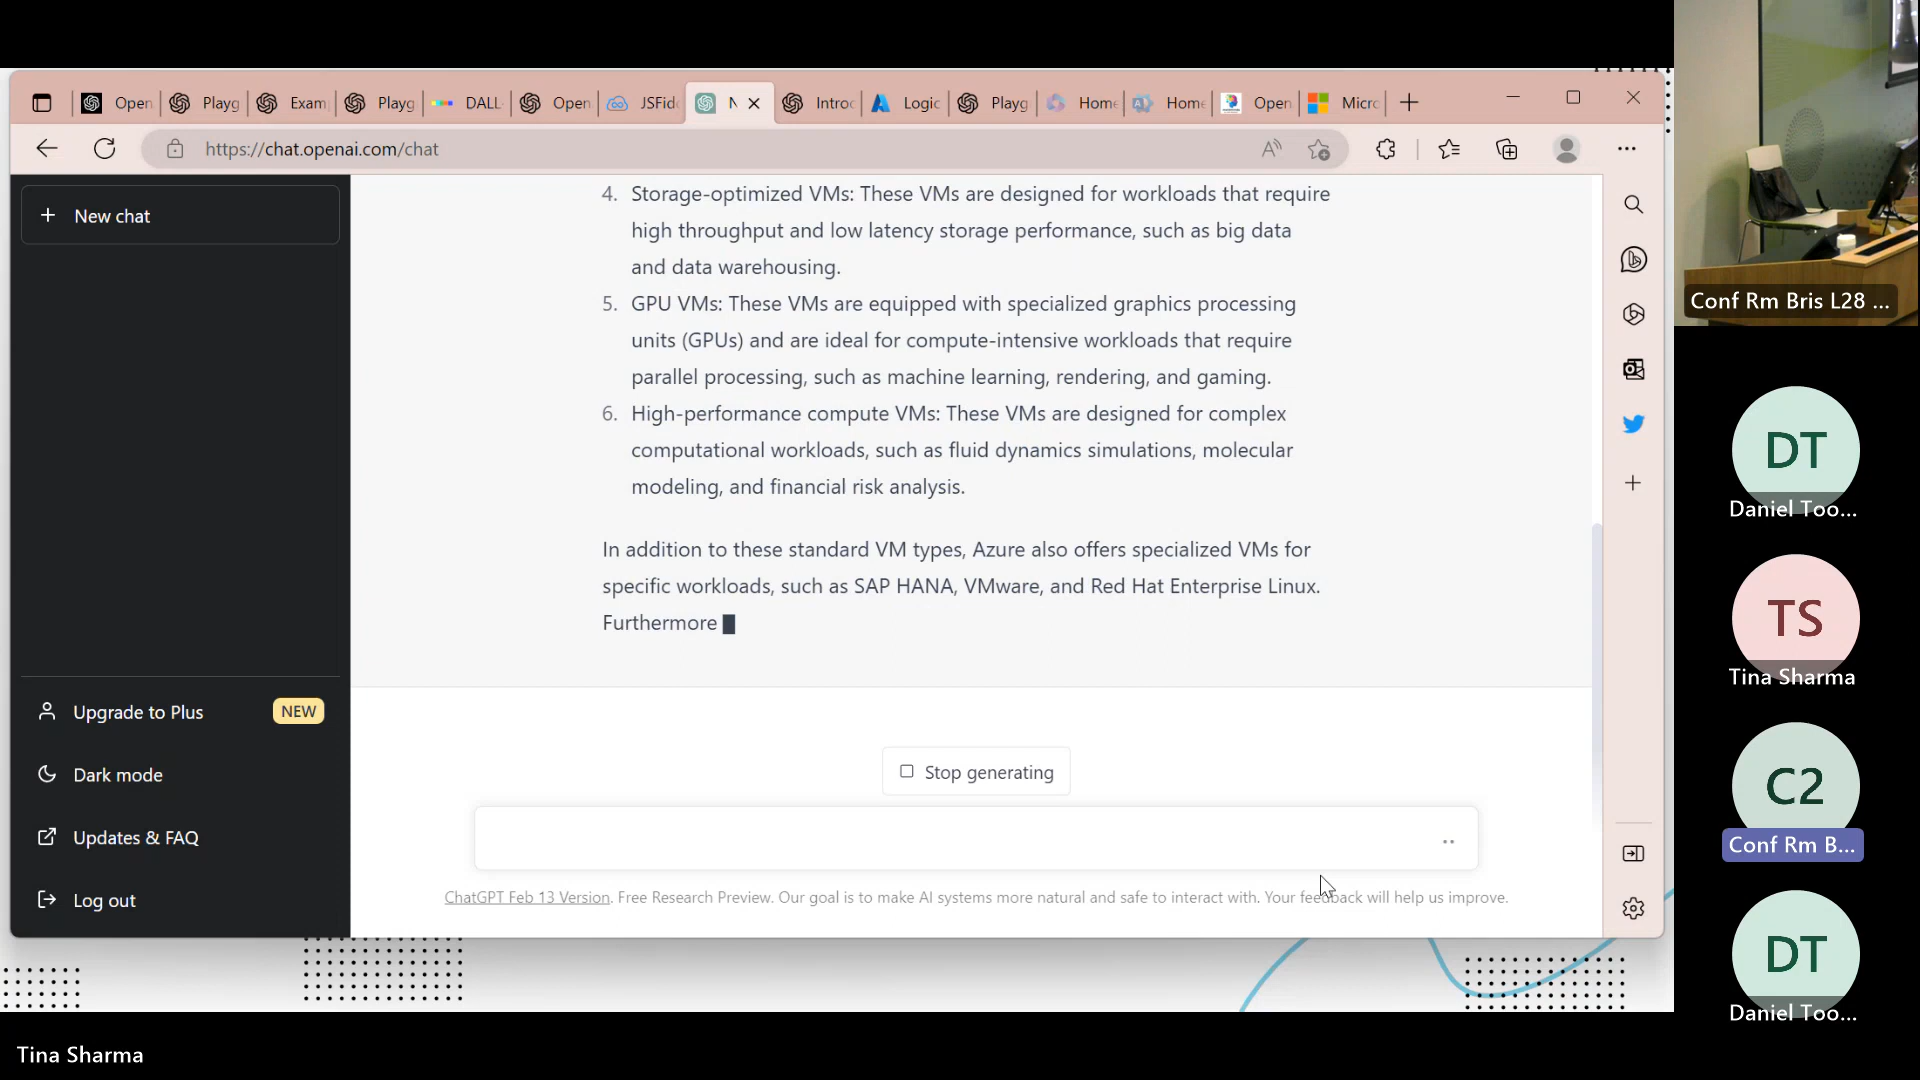 Open
Playg
Exam
Playg
DALL
Open
JSFid
N
Introc
Logic
Playg
Home
Home
Open
Micro
https://chat.openai.com/chat
New chat
4. Storage-optimized VMs: These VMs are designed for workloads that require
high throughput and low latency storage performance, such as big data
and data warehousing.
5. GPU VMs: These VMs are equipped with specialized graphics processing
units (GPUs) and are ideal for compute-intensive workloads that require
parallel processing, such as machine learning, rendering, and gaming.
6. High-performance compute VMs: These VMs are designed for complex
computational workloads, such as fluid dynamics simulations, molecular
modeling, and financial risk analysis.
In addition to these standard VM types, Azure also offers specialized VMs for
specific workloads, such as SAP HANA, VMware, and Red Hat Enterprise Linux.
Furthermore
Upgrade to Plus NEW
Dark mode
Updates & FAQ
Log out
Stop generating
ChatGPT Feb 13 Version. Free Research Preview. Our goal is to make AI systems more natural and safe to interact with. Your feedback will help us improve.
Conf Rm Bris L28 ...
DT
Daniel Too...
TS
Tina Sharma
C2
Conf Rm B...
DT
Daniel Too...
Tina Sharma